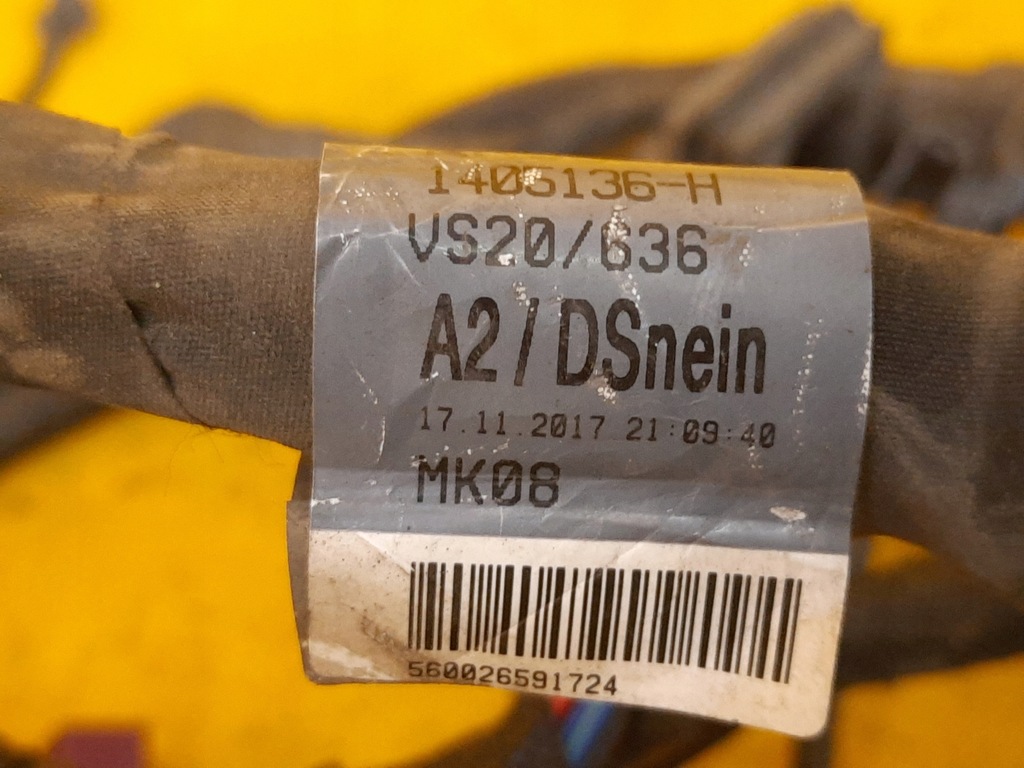 1405136-H
VS20/636
A2/DSnein
17.11.2017 21:09:40
MK08
560026591724